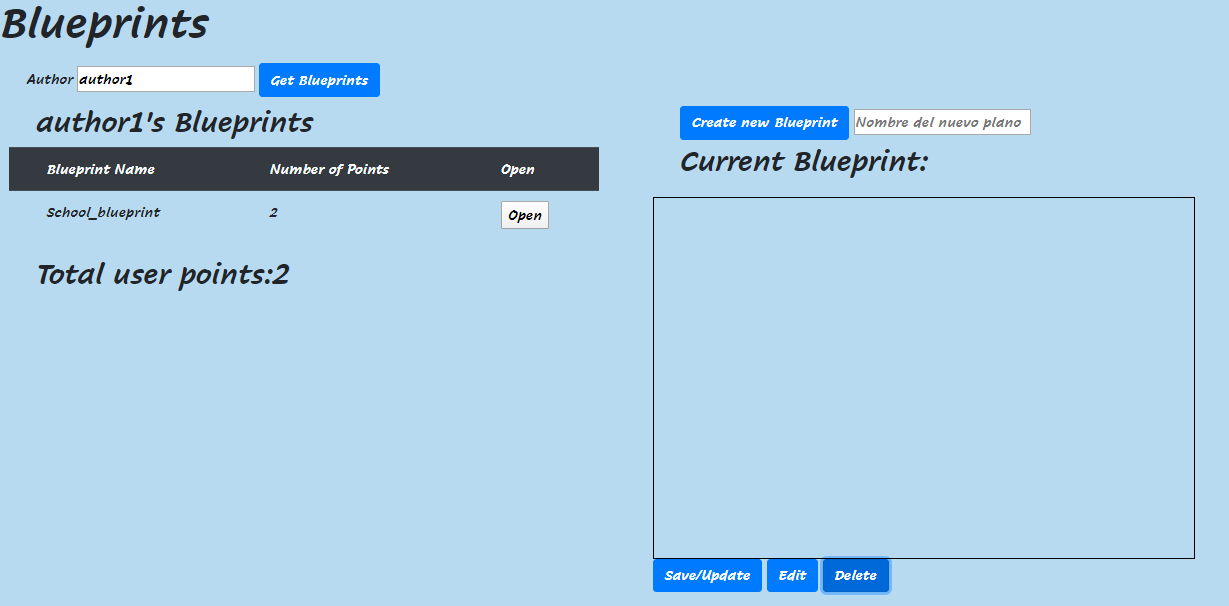 Blueprints
Author author1 Get Blueprints
author1's Blueprints
Blueprint Name Number of Points Open
School_blueprint 2 Open
Total user points:2
Create new Blueprint Nombre del nuevo plano
Current Blueprint:
Save/Update Edit Delete